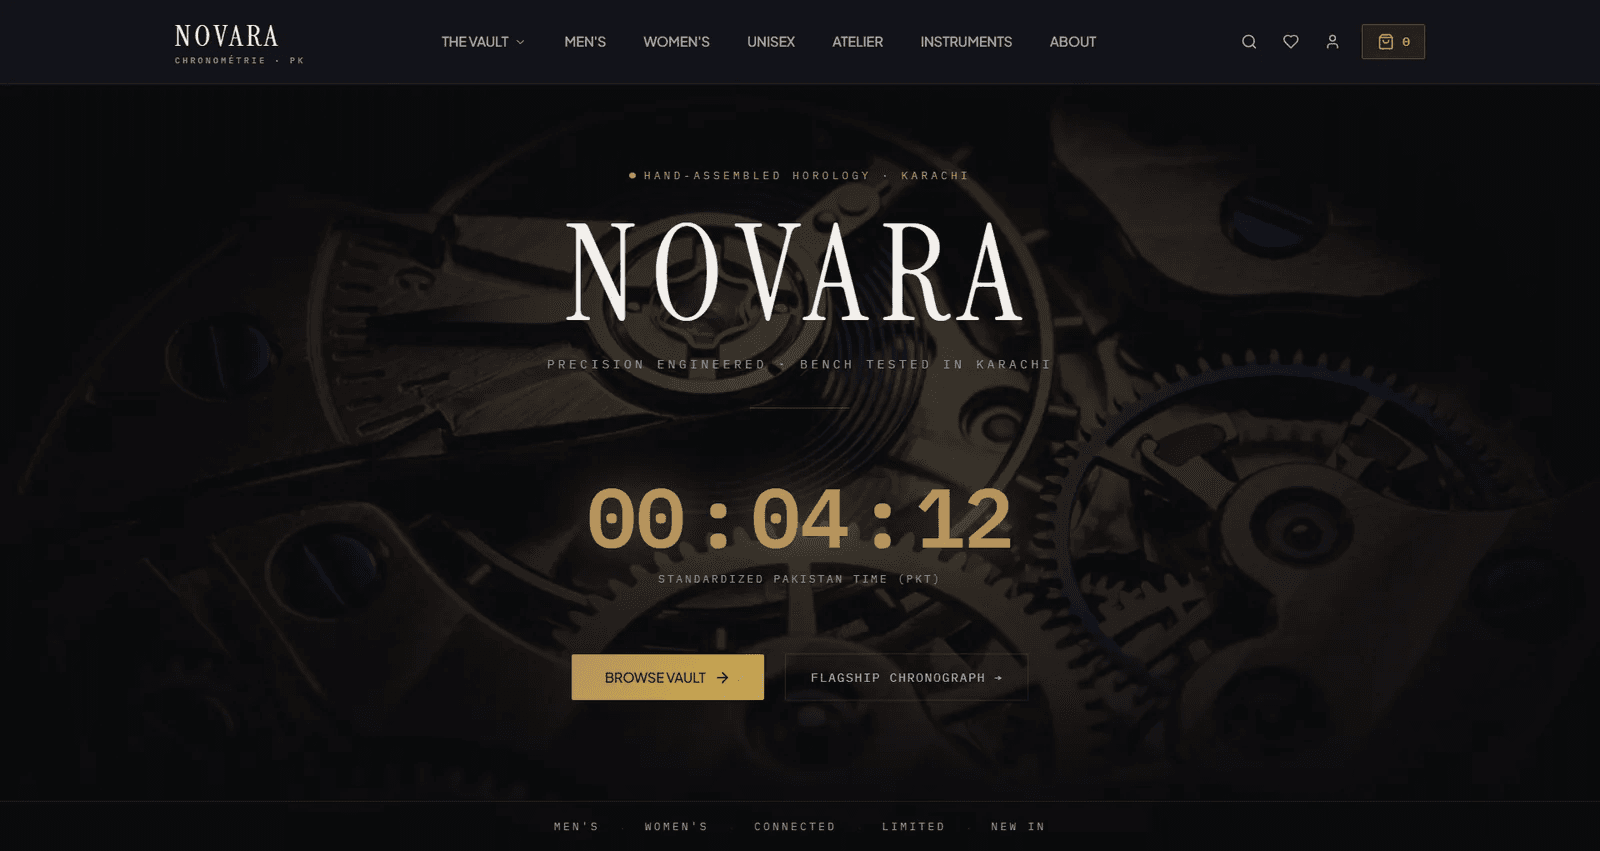 NOVARA
CHRONOMÉTRIE · PK
THE VAULT
MEN'S
WOMEN'S
UNISEX
ATELIER
INSTRUMENTS
ABOUT
0
HAND-ASSEMBLED HOROLOGY · KARACHI
NOVARA
PRECISION ENGINEERED · BENCH TESTED IN KARACHI
00:04:12
STANDARDIZED PAKISTAN TIME (PKT)
BROWSE VAULT →
FLAGSHIP CHRONOGRAPH →
MEN'S · WOMEN'S · CONNECTED · LIMITED · NEW IN